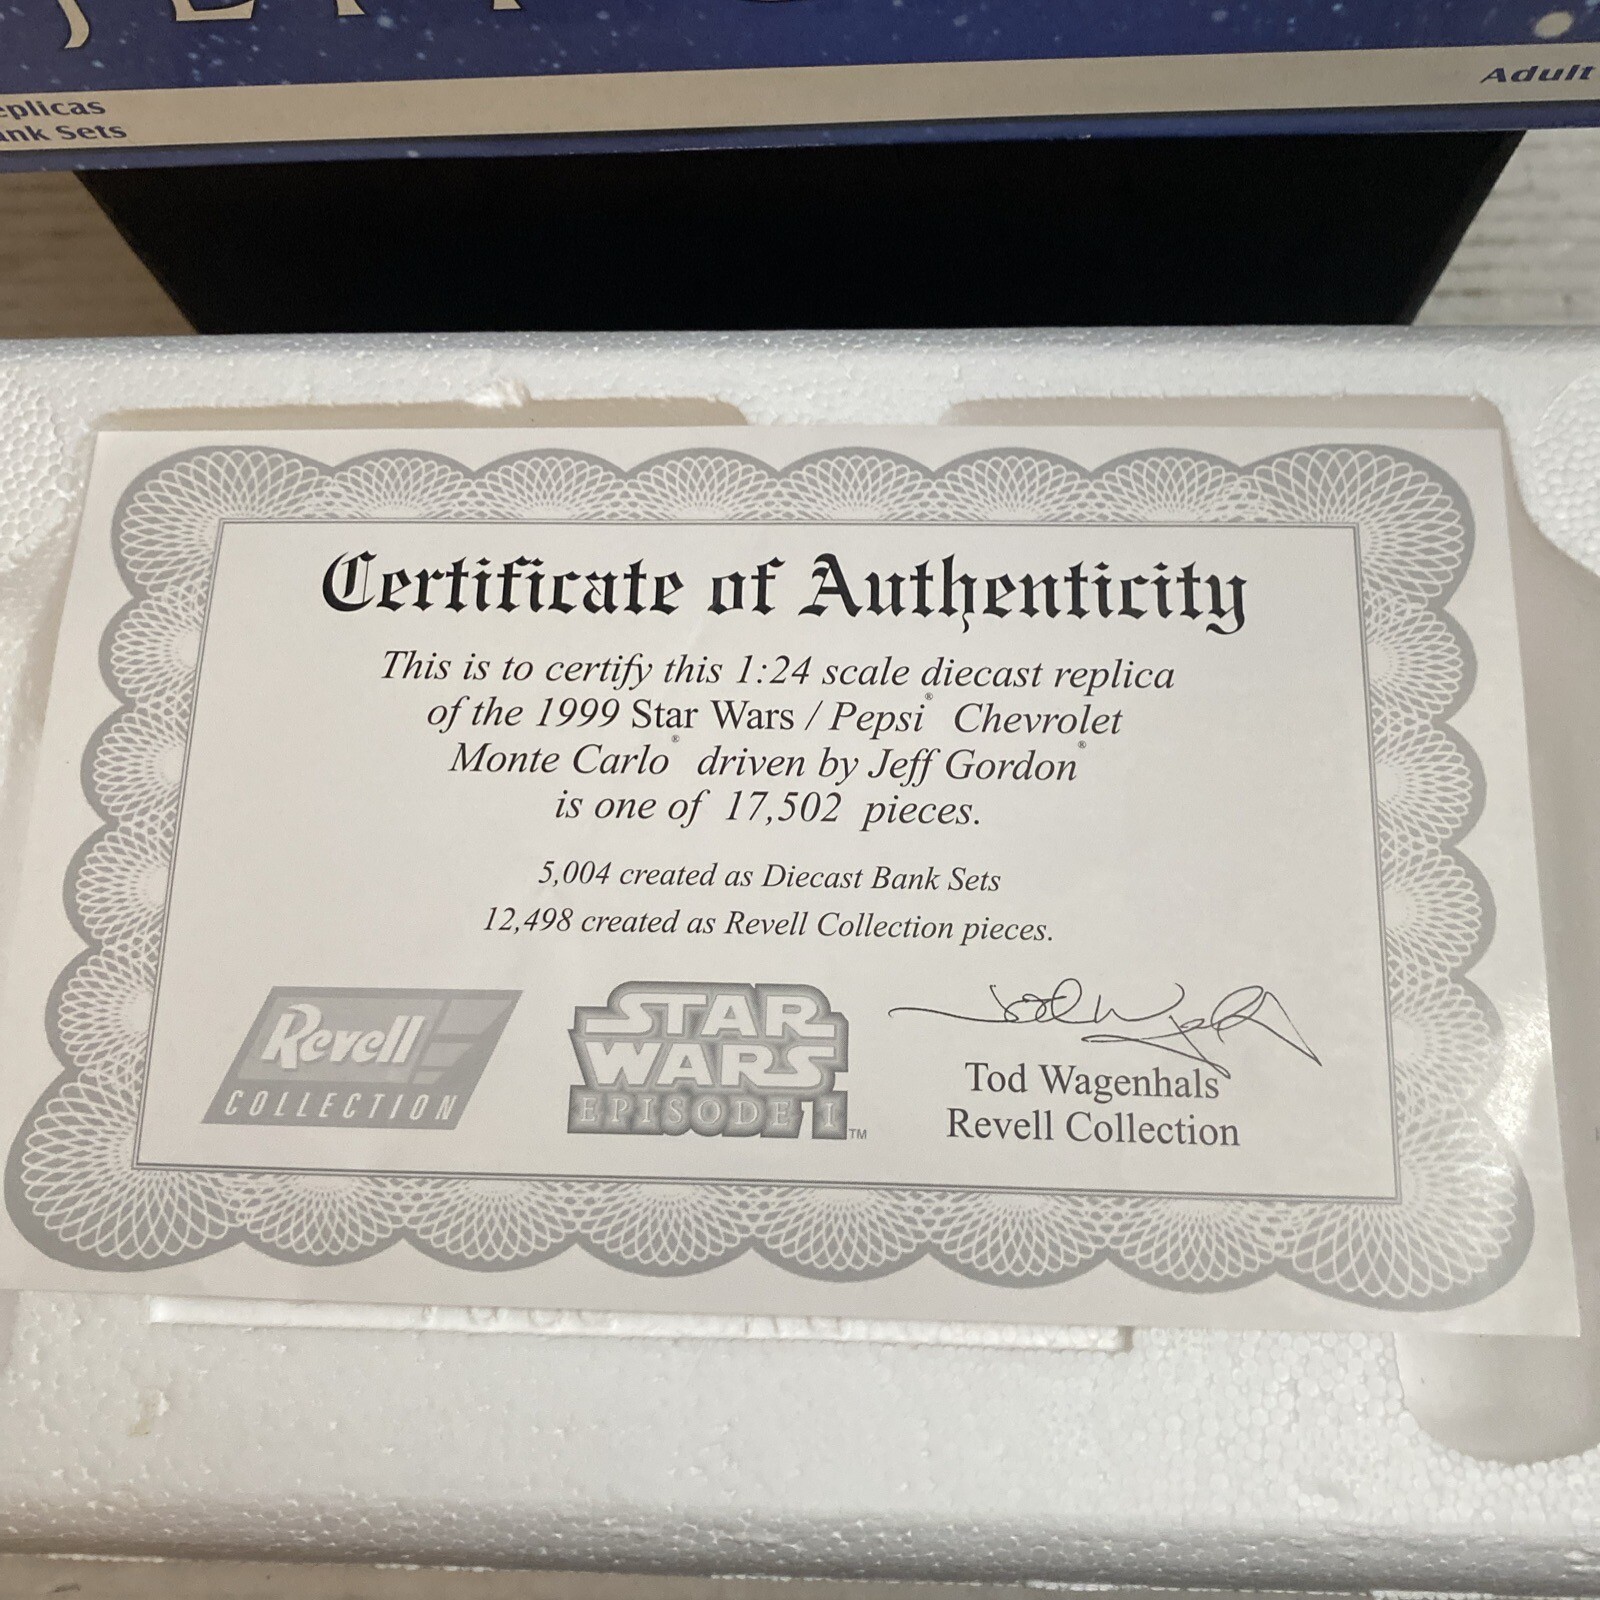 Adult
eplicas
nk Sets
Certificate of Authenticity
This is to certify this 1:24 scale diecast replica
of the 1999 Star Wars / Pepsi® Chevrolet
Monte Carlo® driven by Jeff Gordon®
is one of 17,502 pieces.
5,004 created as Diecast Bank Sets
12,498 created as Revell Collection pieces.
Revell
COLLECTION
STAR
WARS
EPISODE I™
Tod Wagenhals
Revell Collection